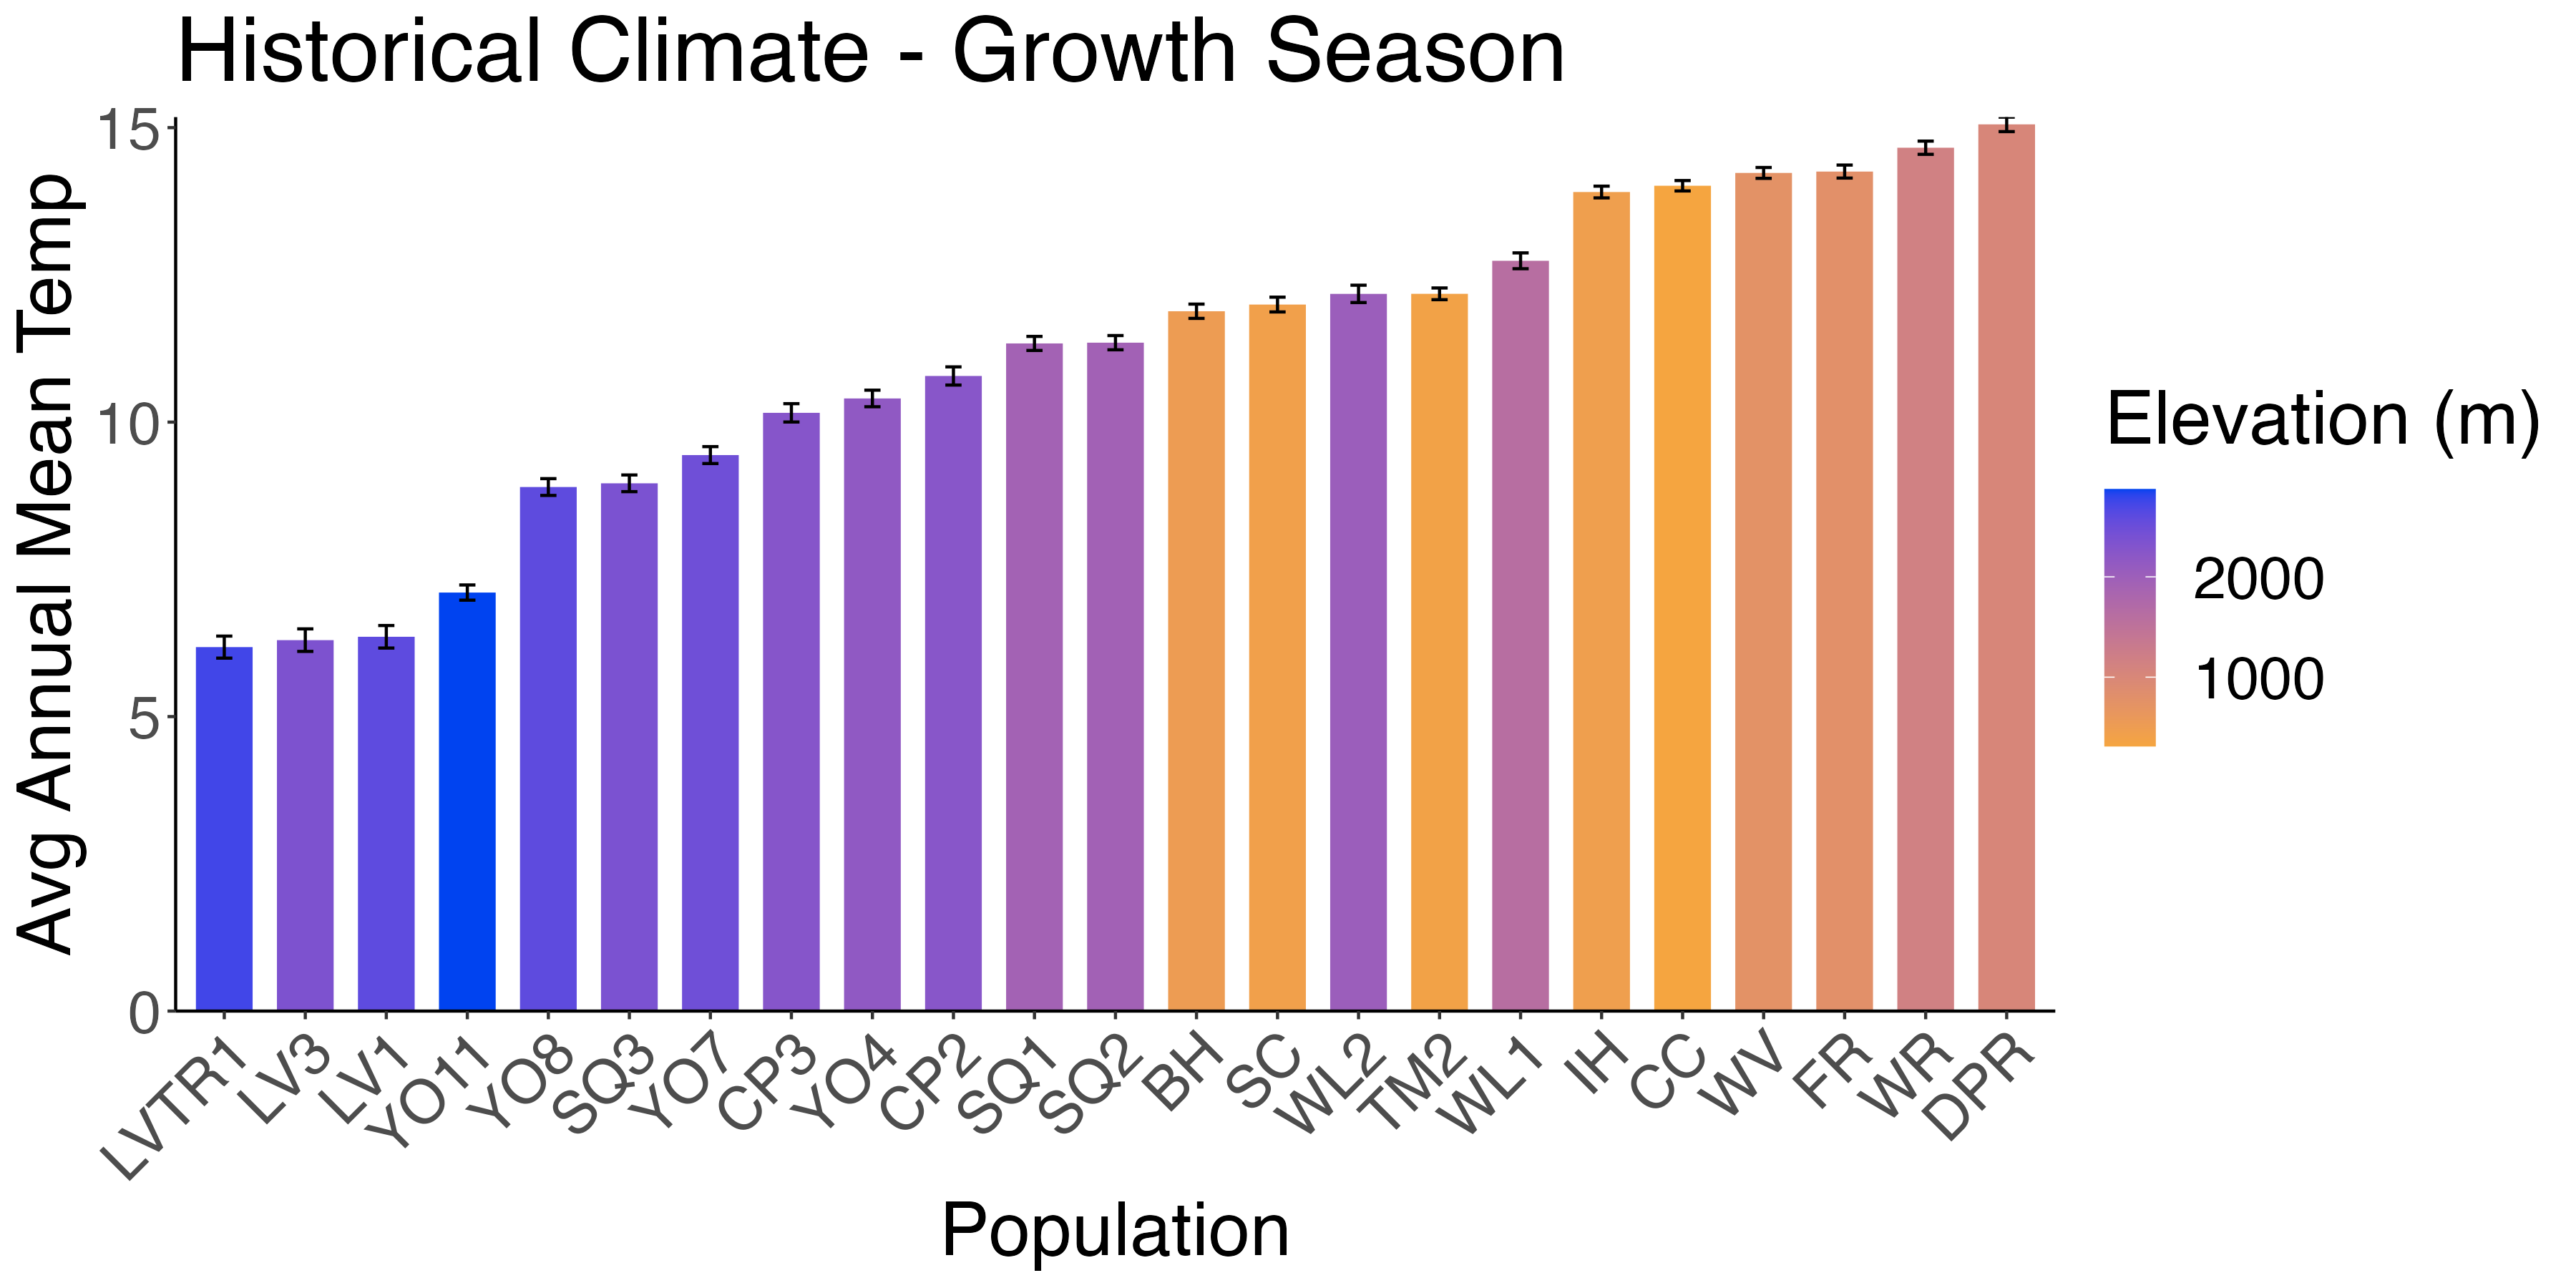 Historical Climate - Growth Season
Avg Annual Mean Temp
15
10
5
0
LVTR1
LV3
LV1
YO11
YO8
SQ3
YO7
CP3
YO4
CP2
SQ1
SQ2
BH
SC
WL2
TM2
WL1
IH
CC
WV
FR
WR
DPR
Population
Elevation (m)
2000
1000